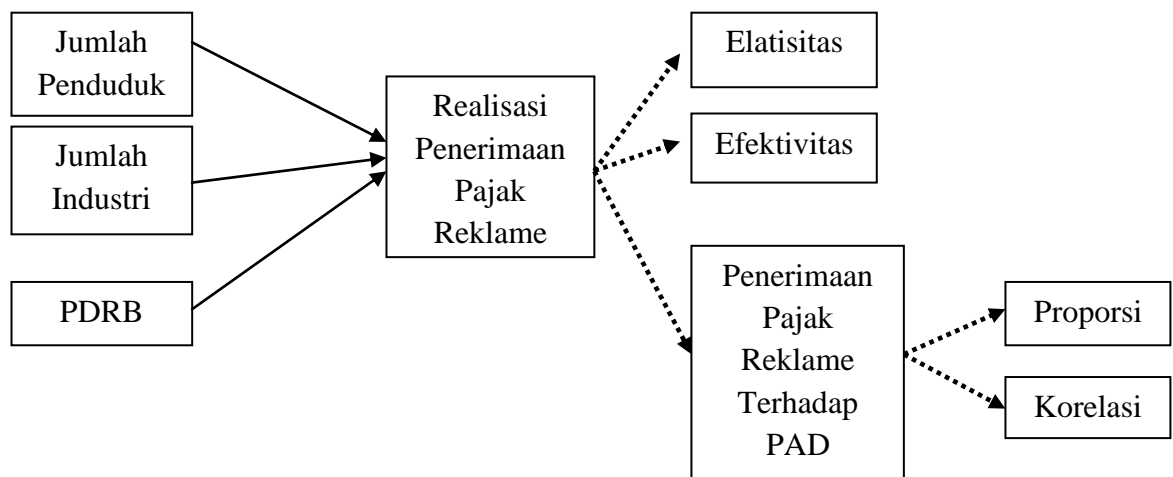 Jumlah
Penduduk
Jumlah
Industri
PDRB
Realisasi
Penerimaan
Pajak
Reklame
Elatisitas
Efektivitas
Penerimaan
Pajak
Reklame
Terhadap
PAD
Proporsi
Korelasi